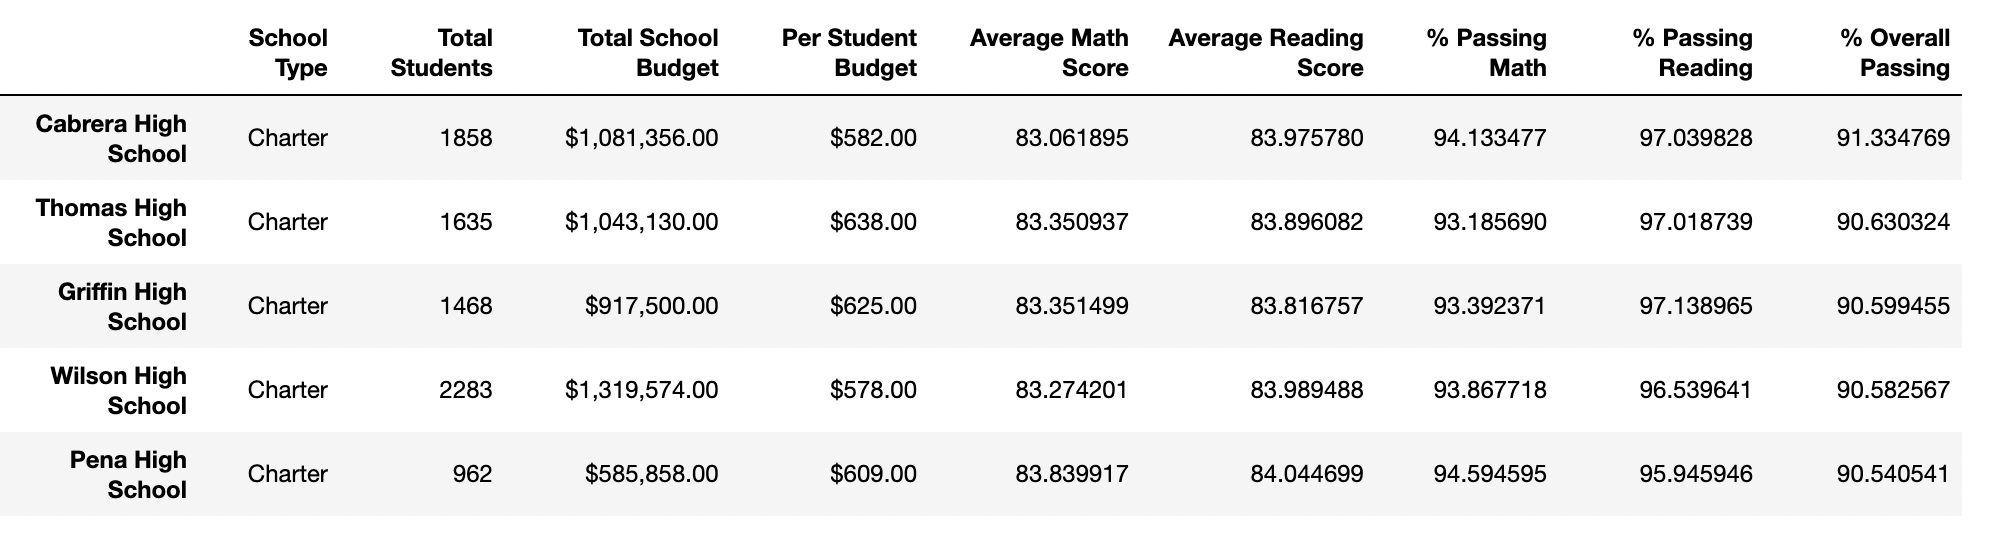 School Type Total Students Total School Budget Per Student Budget Average Math Score Average Reading Score % Passing Math % Passing Reading % Overall Passing
Cabrera High School Charter 1858 $1,081,356.00 $582.00 83.061895 83.975780 94.133477 97.039828 91.334769
Thomas High School Charter 1635 $1,043,130.00 $638.00 83.350937 83.896082 93.185690 97.018739 90.630324
Griffin High School Charter 1468 $917,500.00 $625.00 83.351499 83.816757 93.392371 97.138965 90.599455
Wilson High School Charter 2283 $1,319,574.00 $578.00 83.274201 83.989488 93.867718 96.539641 90.582567
Pena High School Charter 962 $585,858.00 $609.00 83.839917 84.044699 94.594595 95.945946 90.540541